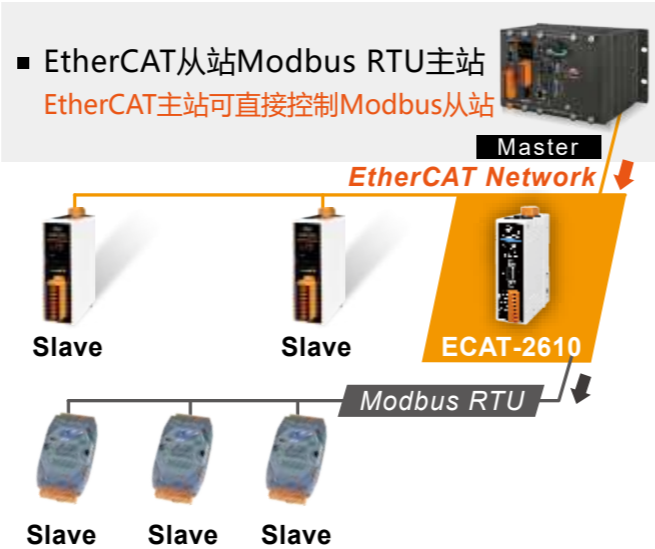 EtherCAT从站Modbus RTU主站
EtherCAT主站可直接控制Modbus从站
Master
EtherCAT Network
Slave
Slave
ECAT-2610
Modbus RTU
Slave
Slave
Slave